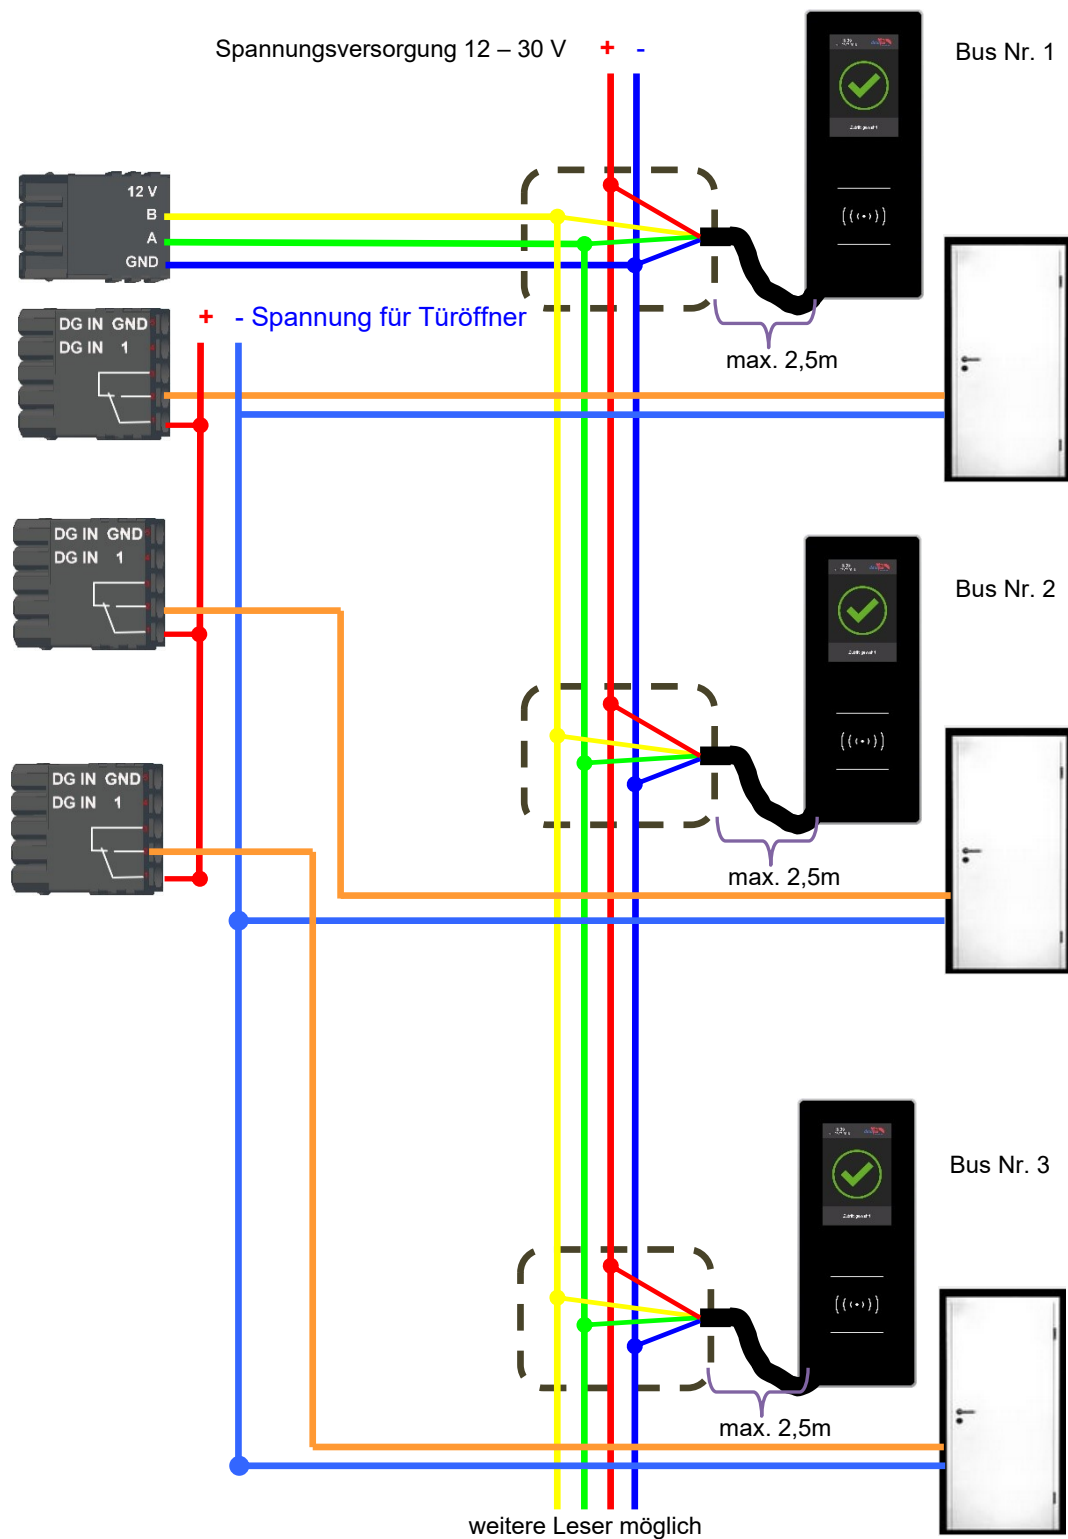 Spannungsversorgung 12 – 30 V + -
Bus Nr. 1
12 V
B
A
GND
max. 2,5m
+ - Spannung für Türöffner
DG IN GND
DG IN 1
DG IN GND
DG IN 1
Bus Nr. 2
max. 2,5m
DG IN GND
DG IN 1
Bus Nr. 3
max. 2,5m
weitere Leser möglich